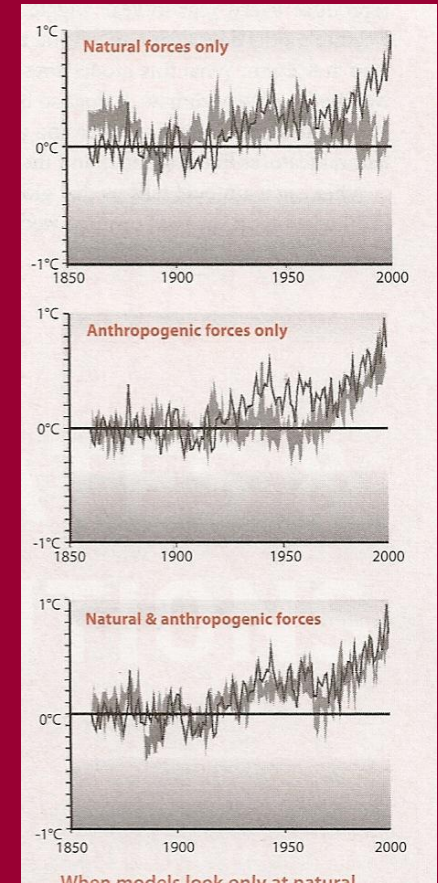 1°C
Natural forces only
0°C
-1°C
1850 1900 1950 2000
1°C
Anthropogenic forces only
0°C
-1°C
1850 1900 1950 2000
1°C
Natural & anthropogenic forces
0°C
-1°C
1850 1900 1950 2000
When models look only at natural